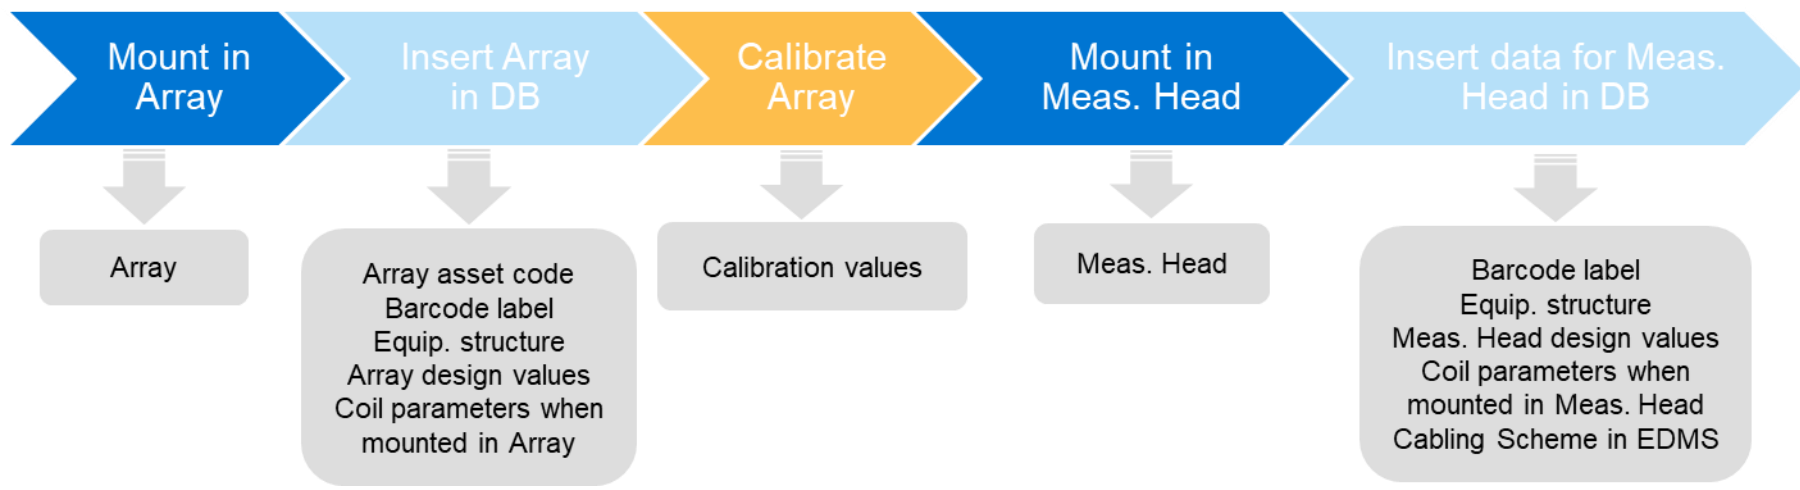 Mount in
Array
Insert Array
in DB
Calibrate
Array
Mount in
Meas. Head
Insert data for Meas.
Head in DB
Array
Array asset code
Barcode label
Equip. structure
Array design values
Coil parameters when
mounted in Array
Calibration values
Meas. Head
Barcode label
Equip. structure
Meas. Head design values
Coil parameters when
mounted in Meas. Head
Cabling Scheme in EDMS